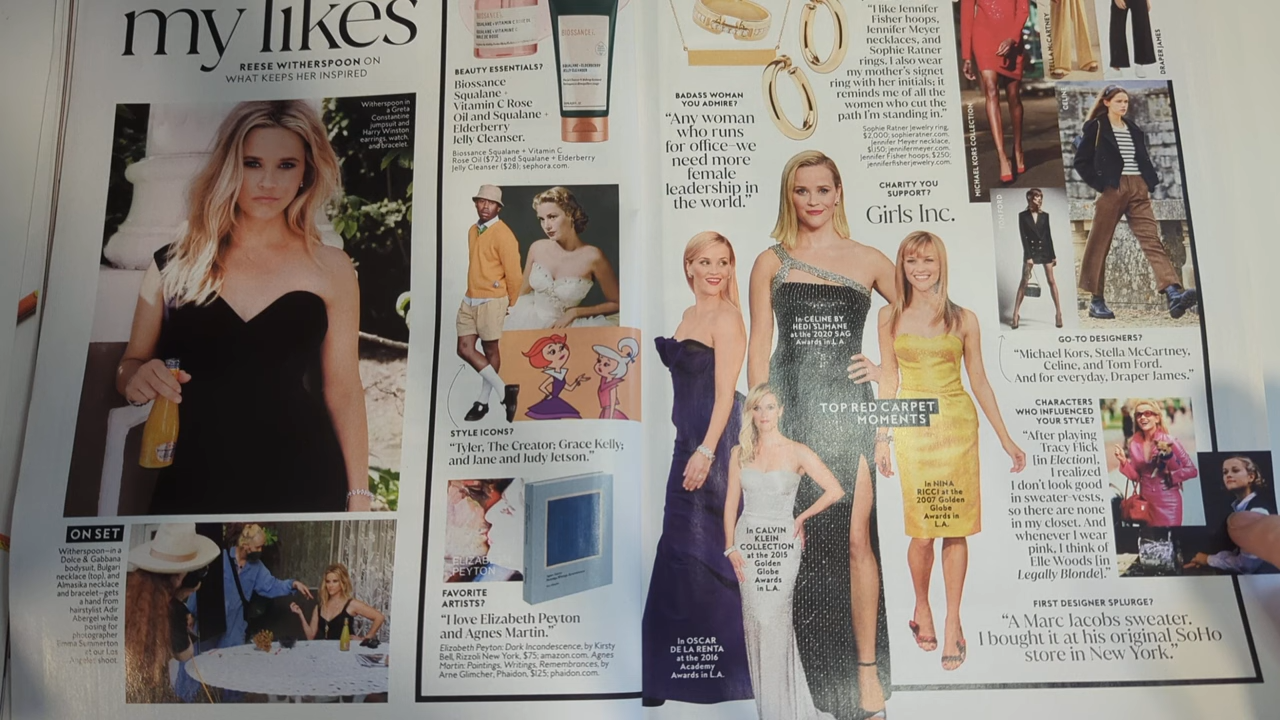 my likes
REESE WITHERSPOON ON
WHAT KEEPS HER INSPIRED
Witherspoon in
a Greta
Constantine
jumpsuit and
Harry Winston
earrings, watch,
and bracelet.
ON SET
Witherspoon—in a
Dolce & Gabbana
bodysuit, Bulgari
necklace (top), and
Almasika necklace
and bracelet—gets
a hand from
hairstylist Adir
Abergel while
posing for
photographer
Emma Summerton
at our Los
Angeles shoot.
BIOSSANCE
BIOSSANCE
BEAUTY ESSENTIALS?
Biossance
Squalane +
Vitamin C Rose
Oil and Squalane +
Elderberry
Jelly Cleanser.
Biossance Squalane + Vitamin C
Rose Oil ($72) and Squalane + Elderberry
Jelly Cleanser ($28); sephora.com.
STYLE ICONS?
“Tyler, The Creator; Grace Kelly;
and Jane and Judy Jetson.”
ELIZABETH
PEYTON
FAVORITE
ARTISTS?
“I love Elizabeth Peyton
and Agnes Martin.”
Elizabeth Peyton: Dark Incondescence, by Kirsty
Bell, Rizzoli New York, $75; amazon.com. Agnes
Martin: Paintings, Writings, Remembrances, by
Arne Glimcher, Phaidon, $125; phaidon.com.
BADASS WOMAN
YOU ADMIRE?
“Any woman
who runs
for office—we
need more
female
leadership in
the world.”
“I like Jennifer
Fisher hoops,
Jennifer Meyer
necklaces, and
Sophie Ratner
rings. I also wear
my mother’s signet
ring with her initials; it
reminds me of all the
women who cut the
path I’m standing in.”
Sophie Ratner Jewelry ring,
$2,000; sophieratner.com.
Jennifer Meyer necklace,
$1,150; jennifermeyer.com.
Jennifer Fisher hoops, $250;
jenniferfisherjewelry.com.
CHARITY YOU
SUPPORT?
Girls Inc.
In CELINE BY
HEDI SLIMANE
at the 2020 SAG
Awards in L.A.
TOP RED CARPET
MOMENTS
In NINA
RICCI at the
2007 Golden
Globe
Awards in
L.A.
In CALVIN
KLEIN
COLLECTION
at the 2015
Golden
Globe
Awards
in L.A.
In OSCAR
DE LA RENTA
at the 2016
Academy
Awards in L.A.
MICHAEL KORS COLLECTION
STELLA McCARTNEY
DRAPER JAMES
CELINE
TOM FORD
GO-TO DESIGNERS?
“Michael Kors, Stella McCartney,
Celine, and Tom Ford.
And for everyday, Draper James.”
CHARACTERS
WHO INFLUENCED
YOUR STYLE?
“After playing
Tracy Flick
[in Election],
I realized
I don’t look good
in sweater-vests,
so there are none
in my closet. And
whenever I wear
pink, I think of
Elle Woods [in
Legally Blonde].”
FIRST DESIGNER SPLURGE?
“A Marc Jacobs sweater.
I bought it at his original SoHo
store in New York.”